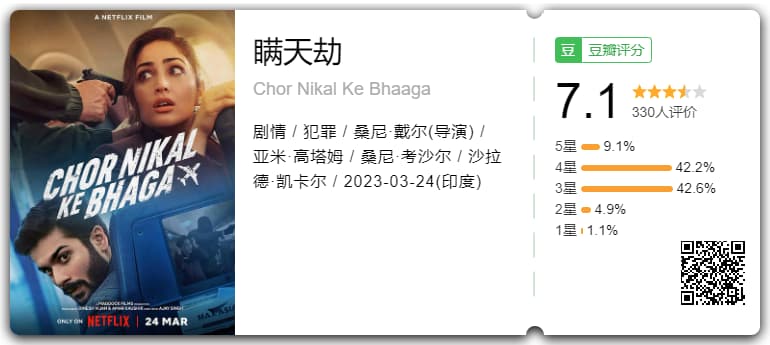 A NETFLIX FILM
CHOR NIKAL
KE BHAGA
A MADDOCK FILMS PRODUCTION
ONLY ON NETFLIX | 24 MAR
瞒天劫
Chor Nikal Ke Bhaaga
剧情 / 犯罪 / 桑尼·戴尔(导演) /
亚米·高塔姆 / 桑尼·考沙尔 / 沙拉
德·凯卡尔 / 2023-03-24(印度)
豆 豆瓣评分
7.1
330人评价
5星 9.1%
4星 42.2%
3星 42.6%
2星 4.9%
1星 1.1%